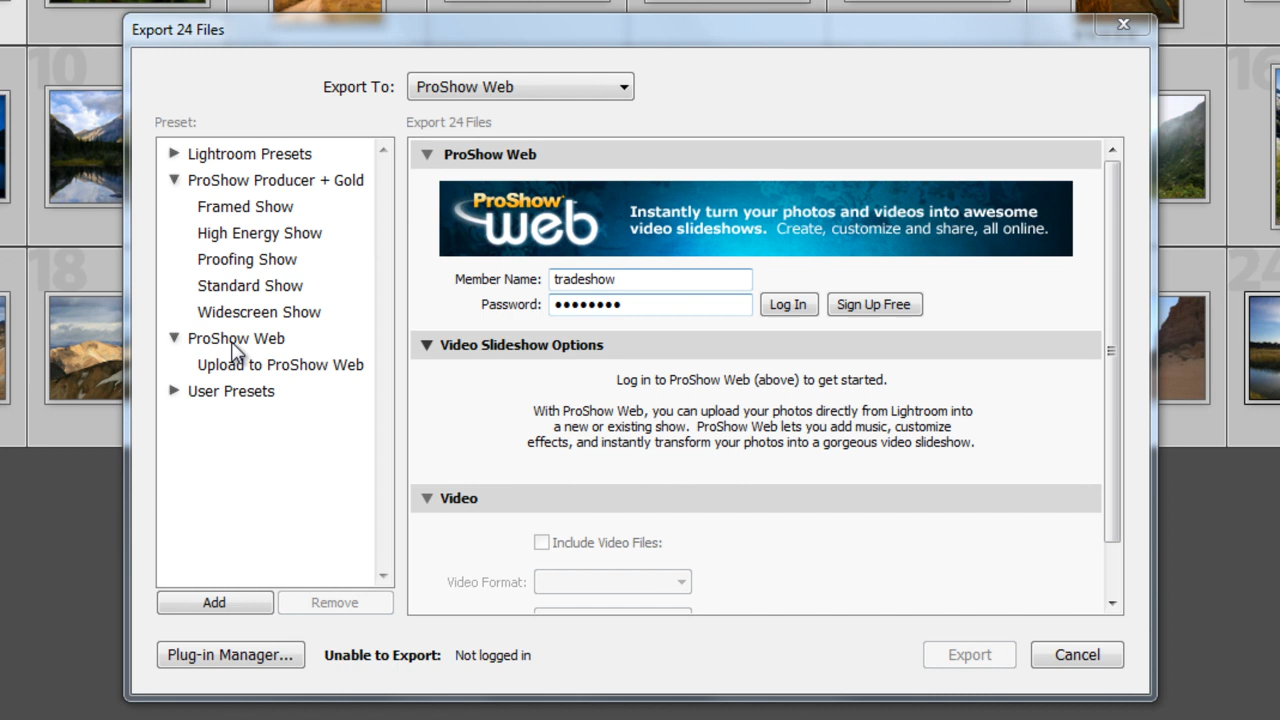 Export 24 Files
10
16
18
24
Export To: ProShow Web
Preset:
Export 24 Files
Lightroom Presets
ProShow Producer + Gold
Framed Show
High Energy Show
Proofing Show
Standard Show
Widescreen Show
ProShow Web
Upload to ProShow Web
User Presets
Add
Remove
ProShow Web
ProShow web
Instantly turn your photos and videos into awesome
video slideshows. Create, customize and share, all online.
Member Name: tradeshow
Password: ●●●●●●●● Log In Sign Up Free
Video Slideshow Options
Log in to ProShow Web (above) to get started.
With ProShow Web, you can upload your photos directly from Lightroom into
a new or existing show. ProShow Web lets you add music, customize
effects, and instantly transform your photos into a gorgeous video slideshow.
Video
Include Video Files:
Video Format:
Plug-in Manager... Unable to Export: Not logged in
Export
Cancel